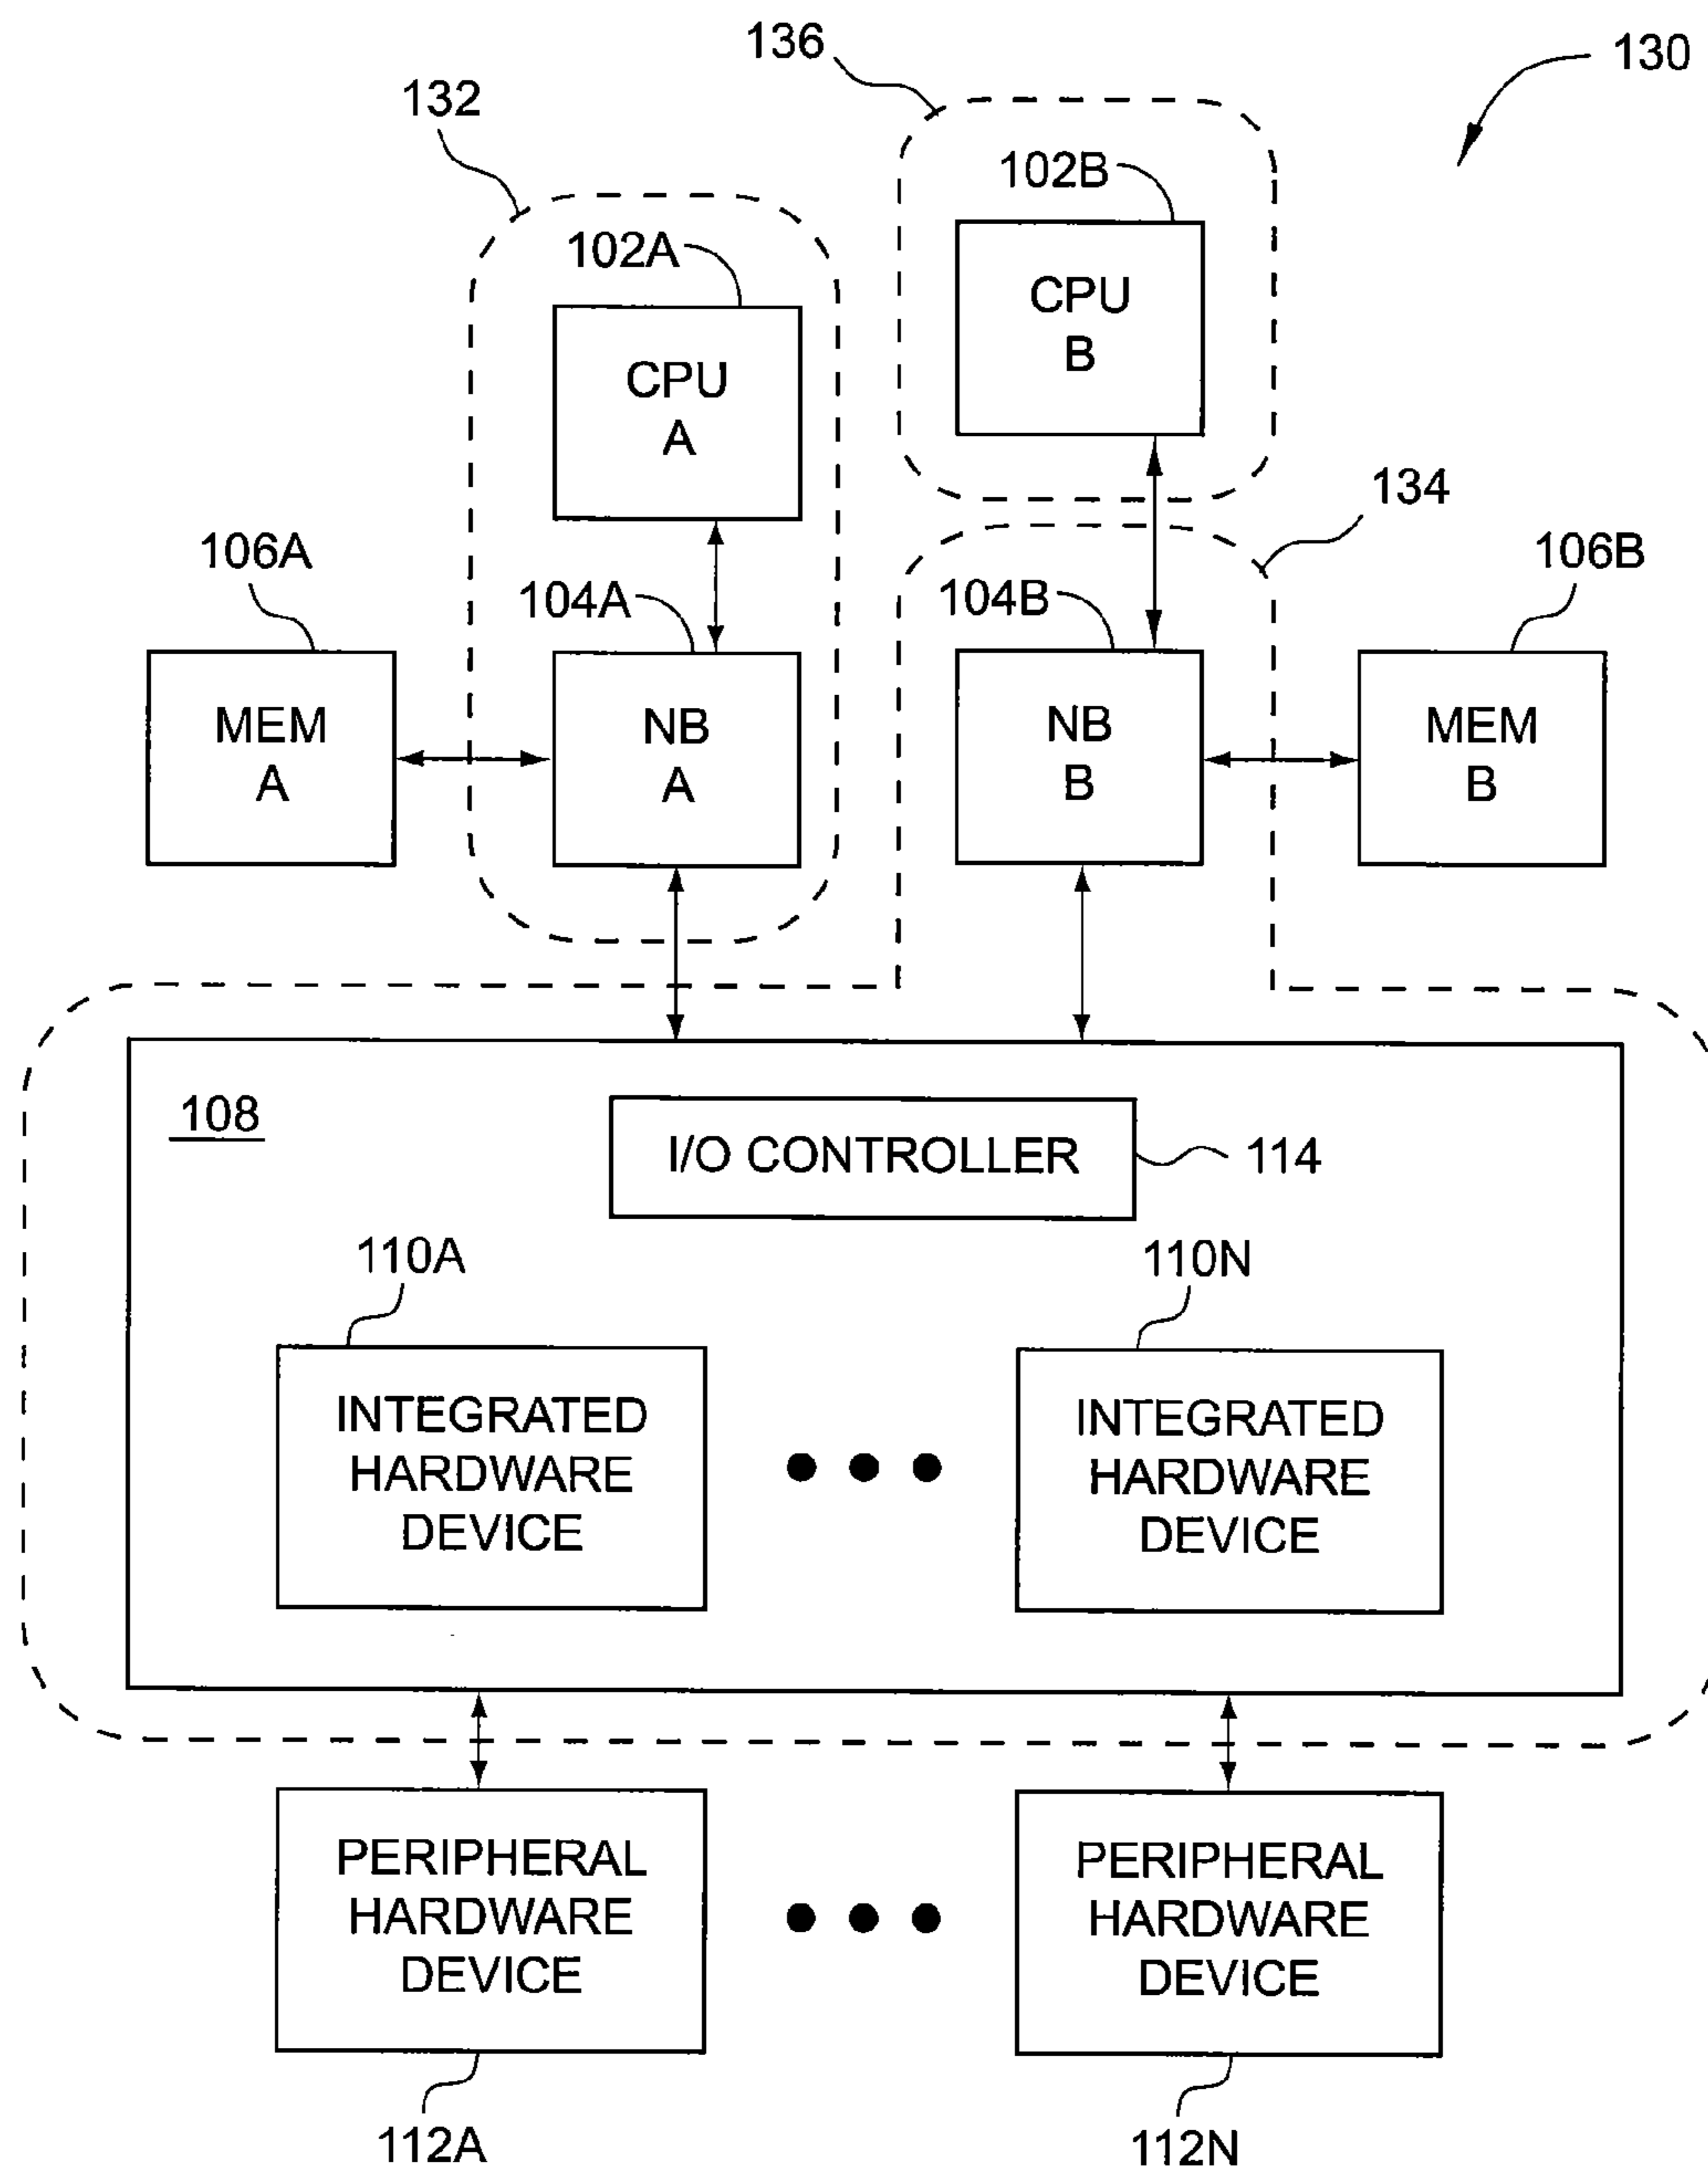 136
130
132
102B
102A
CPU
B
CPU
A
134
106A
106B
104A
104B
MEM
A
NB
A
NB
B
MEM
B
108
I/O CONTROLLER
114
110A
110N
INTEGRATED
HARDWARE
DEVICE
INTEGRATED
HARDWARE
DEVICE
PERIPHERAL
HARDWARE
DEVICE
PERIPHERAL
HARDWARE
DEVICE
112A
112N